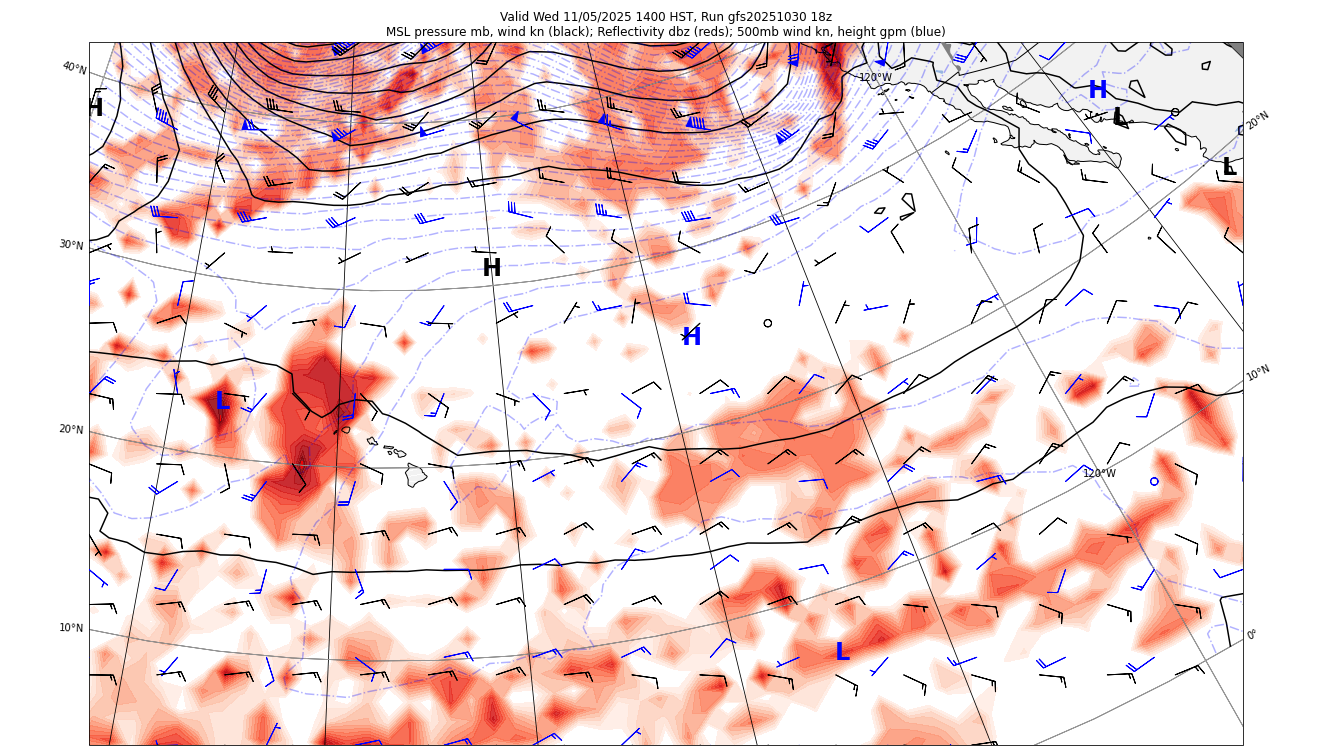 Valid Wed 11/05/2025 1400 HST, Run gfs20251030 18z
MSL pressure mb, wind kn (black); Reflectivity dbz (reds); 500mb wind kn, height gpm (blue)
40°N
120°W
H
H
L
20°N
30°N
L
H
H
10°N
L
20°N
120°W
10°N
0°
L